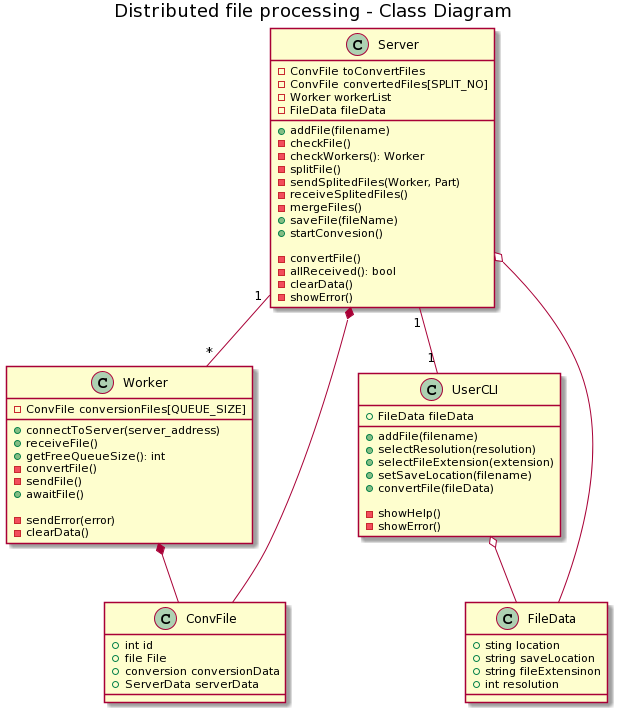 Distributed file processing - Class Diagram
C Server
ConvFile toConvertFiles
ConvFile convertedFiles[SPLIT_NO]
Worker workerList
FileData fileData
addFile(filename)
checkFile()
checkWorkers(): Worker
splitFile()
sendSplitedFiles(Worker, Part)
receiveSplitedFiles()
mergeFiles()
saveFile(fileName)
startConvesion()
convertFile()
allReceived(): bool
clearData()
showError()
1
*
1
1
C Worker
ConvFile conversionFiles[QUEUE_SIZE]
connectToServer(server_address)
receiveFile()
getFreeQueueSize(): int
convertFile()
sendFile()
awaitFile()
sendError(error)
clearData()
C UserCLI
FileData fileData
addFile(filename)
selectResolution(resolution)
selectFileExtension(extension)
setSaveLocation(filename)
convertFile(fileData)
showHelp()
showError()
C ConvFile
int id
file File
conversion conversionData
ServerData serverData
C FileData
sting location
string saveLocation
string fileExtensinon
int resolution